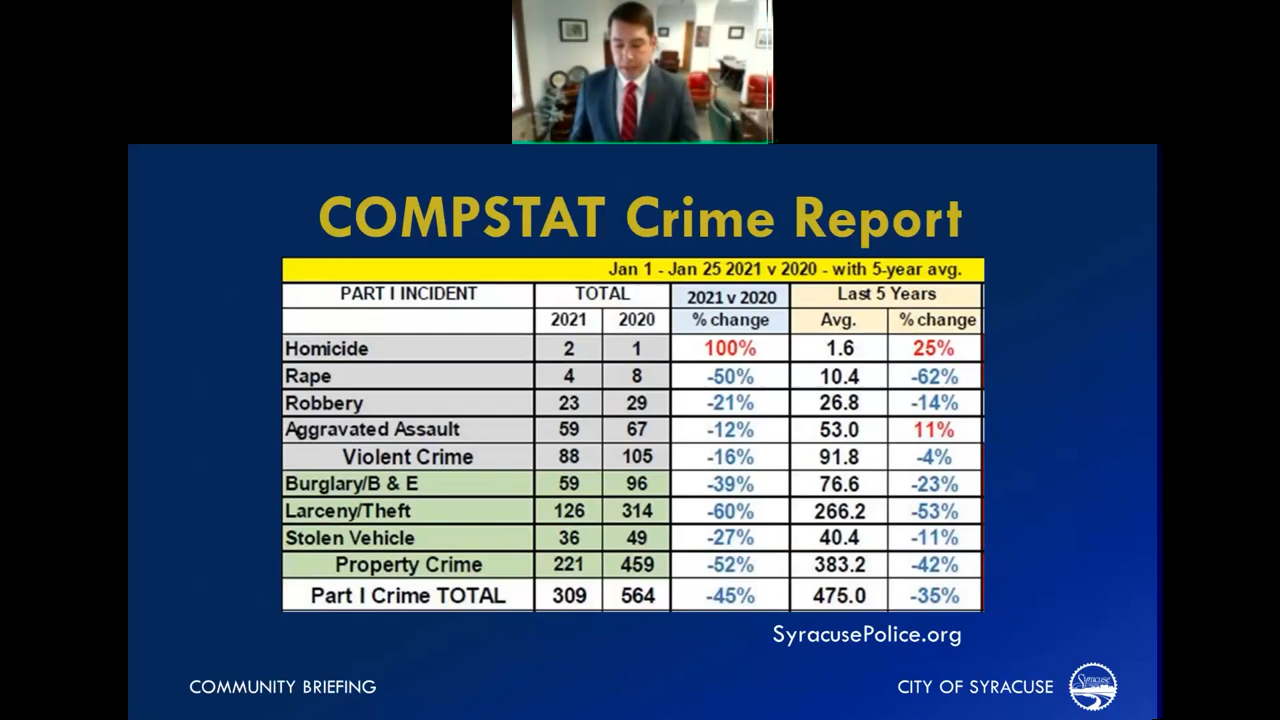 COMPSTAT Crime Report
Jan 1 - Jan 25 2021 v 2020 - with 5-year avg.
PART I INCIDENT TOTAL 2021 v 2020 Last 5 Years
2021 2020 % change Avg. % change
Homicide 2 1 100% 1.6 25%
Rape 4 8 -50% 10.4 -62%
Robbery 23 29 -21% 26.8 -14%
Aggravated Assault 59 67 -12% 53.0 11%
Violent Crime 88 105 -16% 91.8 -4%
Burglary/B & E 59 96 -39% 76.6 -23%
Larceny/Theft 126 314 -60% 266.2 -53%
Stolen Vehicle 36 49 -27% 40.4 -11%
Property Crime 221 459 -52% 383.2 -42%
Part I Crime TOTAL 309 564 -45% 475.0 -35%
SyracusePolice.org
COMMUNITY BRIEFING
CITY OF SYRACUSE
Syracuse